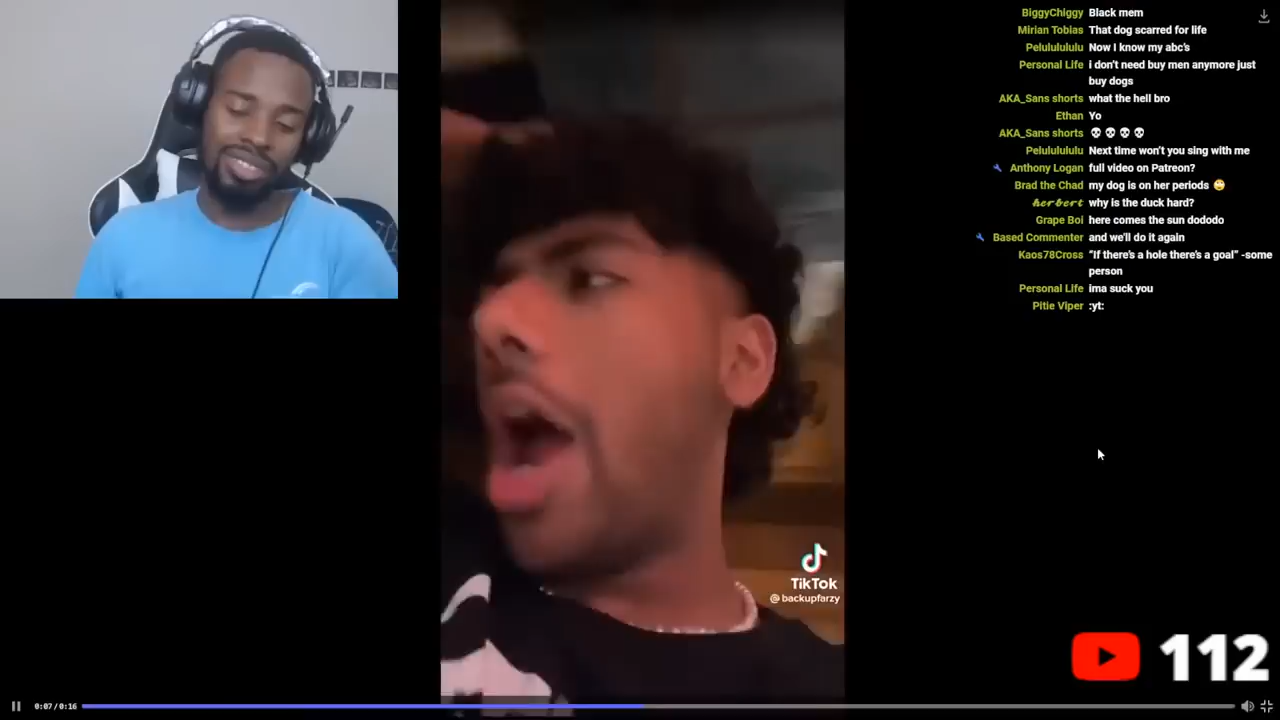 BiggyChiggy Black mem
Mirian Tobias That dog scarred for life
Pelululululu Now I know my abc's
Personal Life i don't need buy men anymore just
buy dogs
AKA_Sans shorts what the hell bro
Ethan Yo
AKA_Sans shorts 💀 💀 💀 💀
Pelululululu Next time won't you sing with me
Anthony Logan full video on Patreon?
Brad the Chad my dog is on her periods 🙄
𝓱𝓮𝓻𝓫𝓮𝓻𝓽 why is the duck hard?
Grape Boi here comes the sun dododo
Based Commenter and we'll do it again
Kaos78Cross “If there's a hole there's a goal” -some
person
Personal Life ima suck you
Pitie Viper :yt:
TikTok
@backupfarzy
112
0:07/0:16